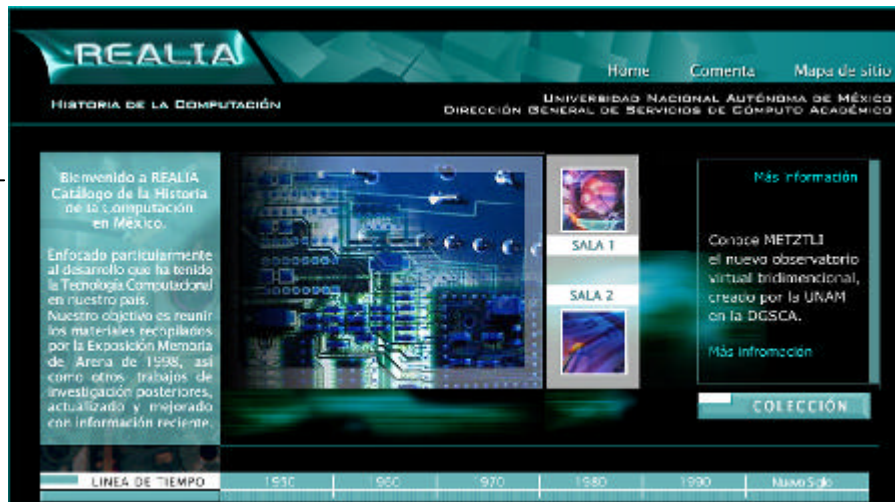 REALIA
Home Comenta Mapa de sitio
HISTORIA DE LA COMPUTACIÓN
UNIVERSIDAD NACIONAL AUTÓNOMA DE MÉXICO
DIRECCIÓN GENERAL DE SERVICIOS DE CÓMPUTO ACADÉMICO
Bienvenido a REALIA
Catálogo de la Historia
de la Computación
en México.
Enfocado particularmente
al desarrollo que ha tenido
la Tecnología Computacional
en nuestro país.
Nuestro objetivo es reunir
los materiales recopilados
por la Exposición Memoria
de Arena de 1998, así
como otros trabajos de
investigación posteriores,
actualizado y mejorado
con información reciente.
SALA 1
SALA 2
Más información
Conoce METZTLI
el nuevo observatorio
virtual tridimencional,
creado por la UNAM
en la DGSCA.
Más infromación
COLECCIÓN
LINEA DE TIEMPO 1950 1960 1970 1980 1990 Nuevo Siglo